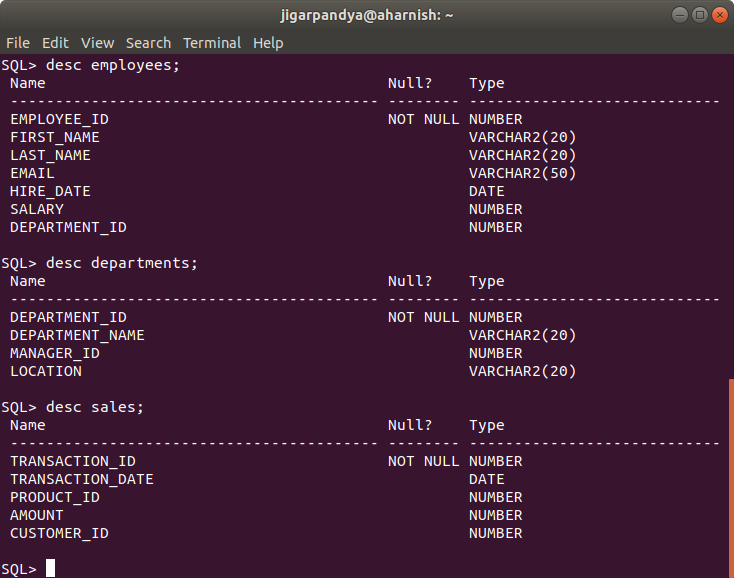 jigarpandya@aharnish: ~
File Edit View Search Terminal Help
SQL> desc employees;
 Name                                      Null?    Type
 ----------------------------------------- -------- ----------------------------
 EMPLOYEE_ID                               NOT NULL NUMBER
 FIRST_NAME                                         VARCHAR2(20)
 LAST_NAME                                          VARCHAR2(20)
 EMAIL                                              VARCHAR2(50)
 HIRE_DATE                                          DATE
 SALARY                                             NUMBER
 DEPARTMENT_ID                                      NUMBER

SQL> desc departments;
 Name                                      Null?    Type
 ----------------------------------------- -------- ----------------------------
 DEPARTMENT_ID                             NOT NULL NUMBER
 DEPARTMENT_NAME                                    VARCHAR2(20)
 MANAGER_ID                                         NUMBER
 LOCATION                                           VARCHAR2(20)

SQL> desc sales;
 Name                                      Null?    Type
 ----------------------------------------- -------- ----------------------------
 TRANSACTION_ID                            NOT NULL NUMBER
 TRANSACTION_DATE                                   DATE
 PRODUCT_ID                                         NUMBER
 AMOUNT                                             NUMBER
 CUSTOMER_ID                                        NUMBER

SQL>